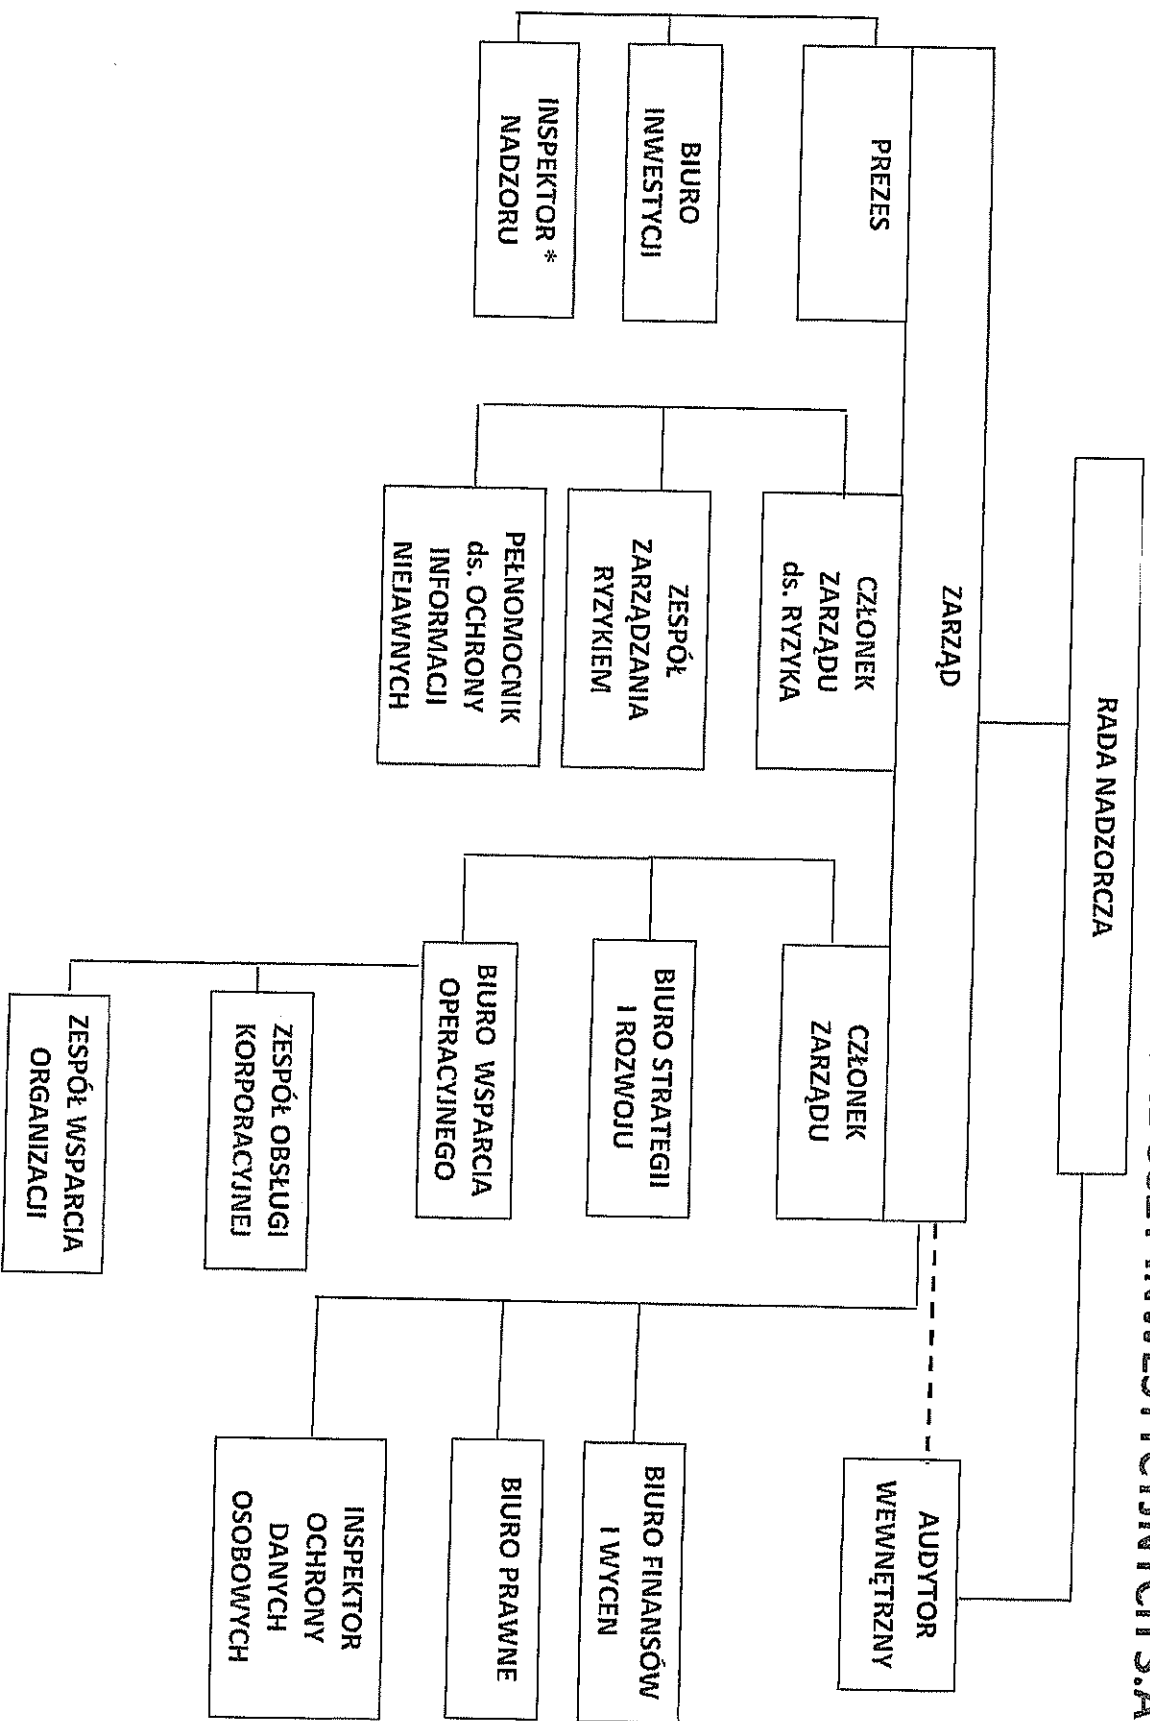 INWESTYCYJNYCH S.A
RADA NADZORCZA
ZARZĄD
PREZES
BIURO
INWESTYCJI
INSPEKTOR *
NADZORU
CZŁONEK
ZARZĄDU
ds. RYZYKA
ZESPÓŁ
ZARZĄDZANIA
RYZYKIEM
PEŁNOMOCNIK
ds. OCHRONY
INFORMACJI
NIEJAWNYCH
CZŁONEK
ZARZĄDU
BIURO STRATEGII
I ROZWOJU
BIURO WSPARCIA
OPERACYJNEGO
ZESPÓŁ OBSŁUGI
KORPORACYJNEJ
ZESPÓŁ WSPARCIA
ORGANIZACJI
AUDYTOR
WEWNĘTRZNY
BIURO FINANSÓW
I WYCEN
BIURO PRAWNE
INSPEKTOR
OCHRONY
DANYCH
OSOBOWYCH